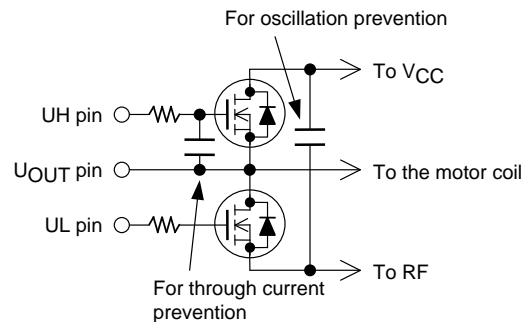 For oscillation prevention
To VCC
UH pin
UOUT pin
To the motor coil
UL pin
To RF
For through current
prevention